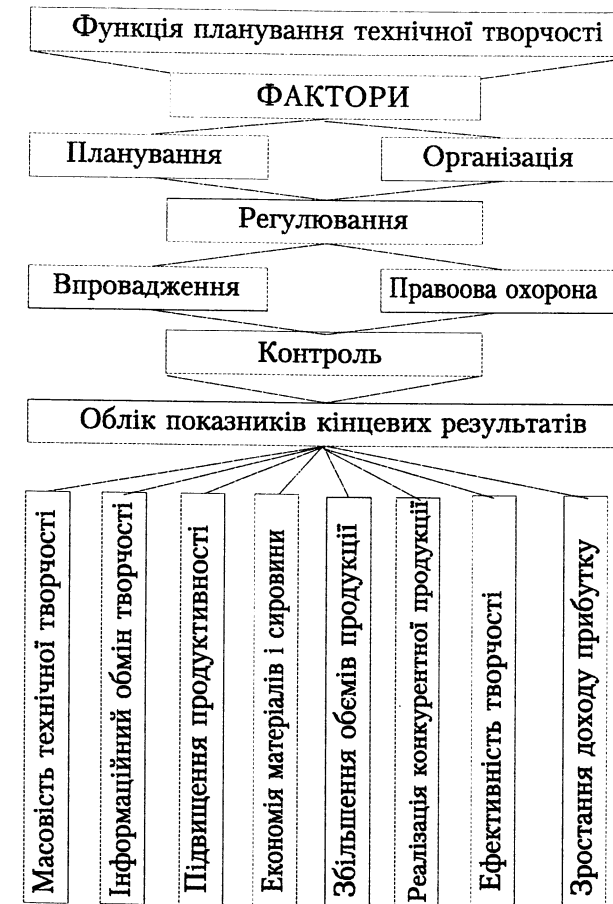 Функція планування технічної творчості
ФАКТОРИ
Планування
Організація
Регулювання
Впровадження
Правоова охорона
Контроль
Облік показників кінцевих результатів
Масовість технічної творчості
Інформаційний обмін творчості
Підвищення продуктивності
Економія матеріалів і сировини
Збільшення обємів продукції
Реалізація конкурентної продукції
Ефективність творчості
Зростання доходу прибутку